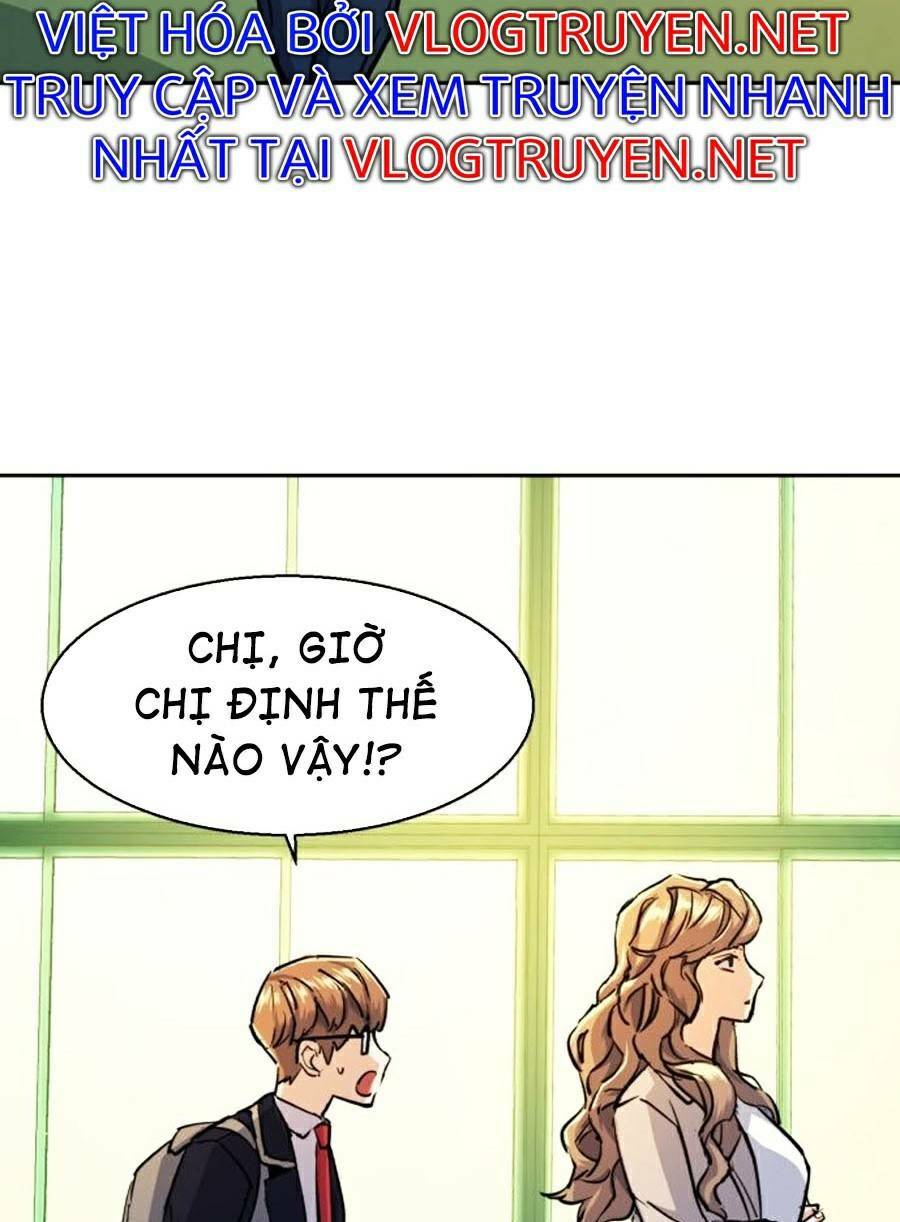 VIỆT HÓA BỞI VLOGTRUYEN.NET
TRUY CẬP VÀ XEM TRUYỆN NHANH
NHẤT TẠI VLOGTRUYEN.NET
CHỊ, GIỜ
CHỊ ĐỊNH THẾ
NÀO VẬY!?